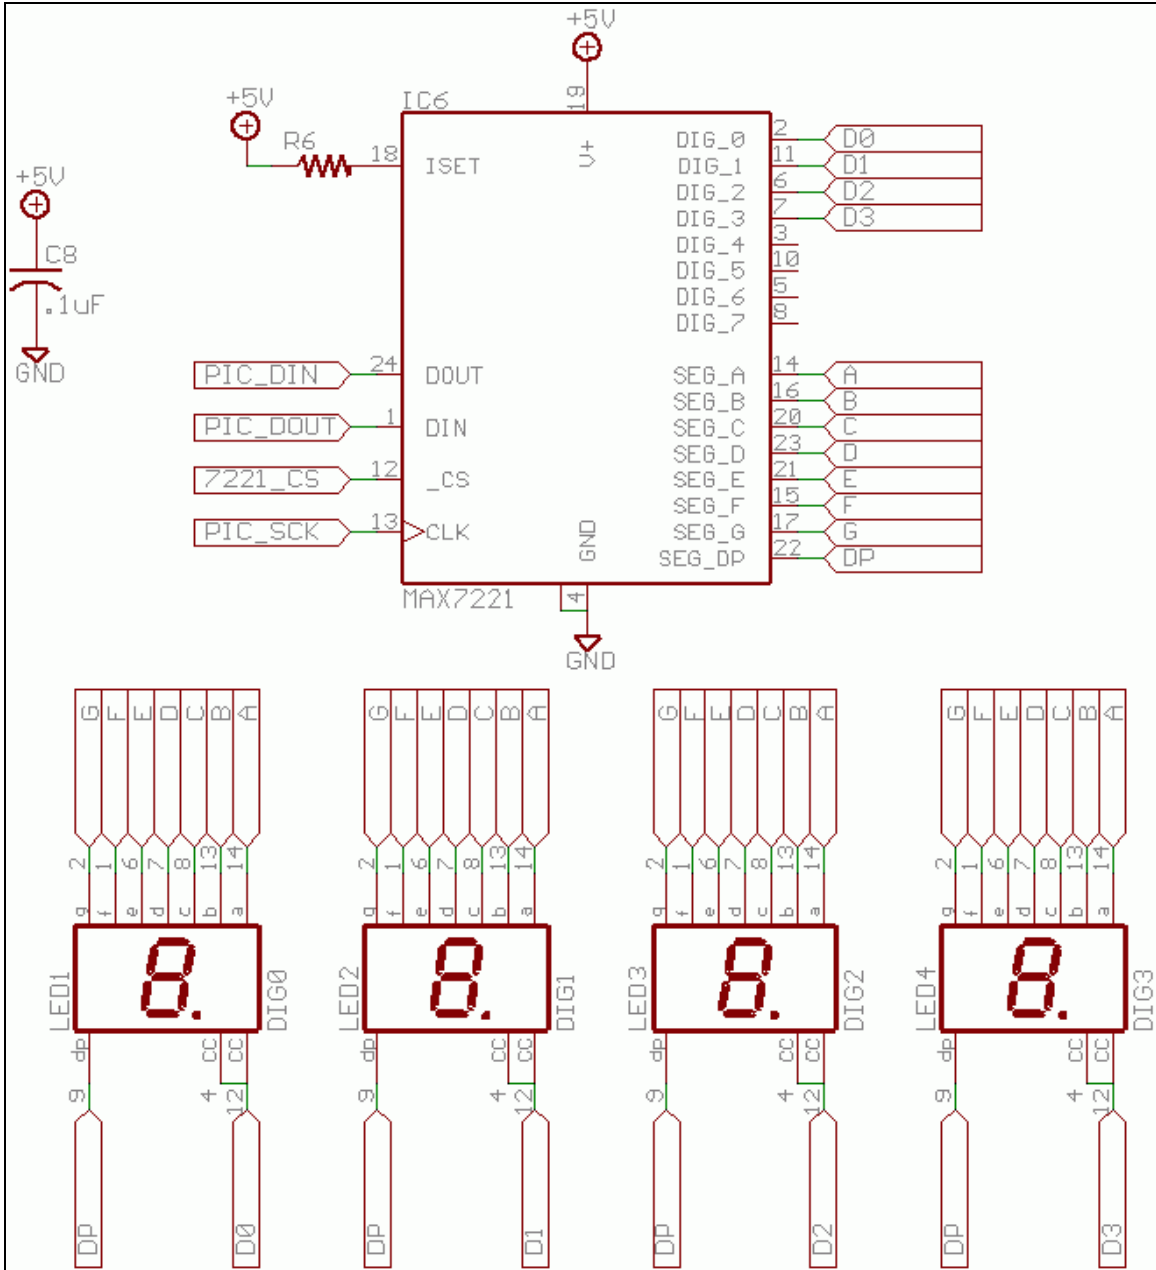 +5V
19
+5V
IC6
R6
18
ISET
V+
+5V
C8
.1uF
GND
DIG_0 2 D0
DIG_1 11 D1
DIG_2 6 D2
DIG_3 7 D3
DIG_4 3
DIG_5 10
DIG_6 5
DIG_7 8
PIC_DIN 24 DOUT
PIC_DOUT 1 DIN
7221_CS 12 _CS
PIC_SCK 13 CLK
SEG_A 14 A
SEG_B 16 B
SEG_C 20 C
SEG_D 23 D
SEG_E 21 E
SEG_F 15 F
SEG_G 17 G
SEG_DP 22 DP
GND
MAX7221
4
GND
G F E D C B A
2 1 6 7 8 13 14
g f e d c b a
LED1
8.
DIG0
dp CC CC
9 4 12
DP D0
G F E D C B A
2 1 6 7 8 13 14
g f e d c b a
LED2
8.
DIG1
dp CC CC
9 4 12
DP D1
G F E D C B A
2 1 6 7 8 13 14
g f e d c b a
LED3
8.
DIG2
dp CC CC
9 4 12
DP D2
G F E D C B A
2 1 6 7 8 13 14
g f e d c b a
LED4
8.
DIG3
dp CC CC
9 4 12
DP D3